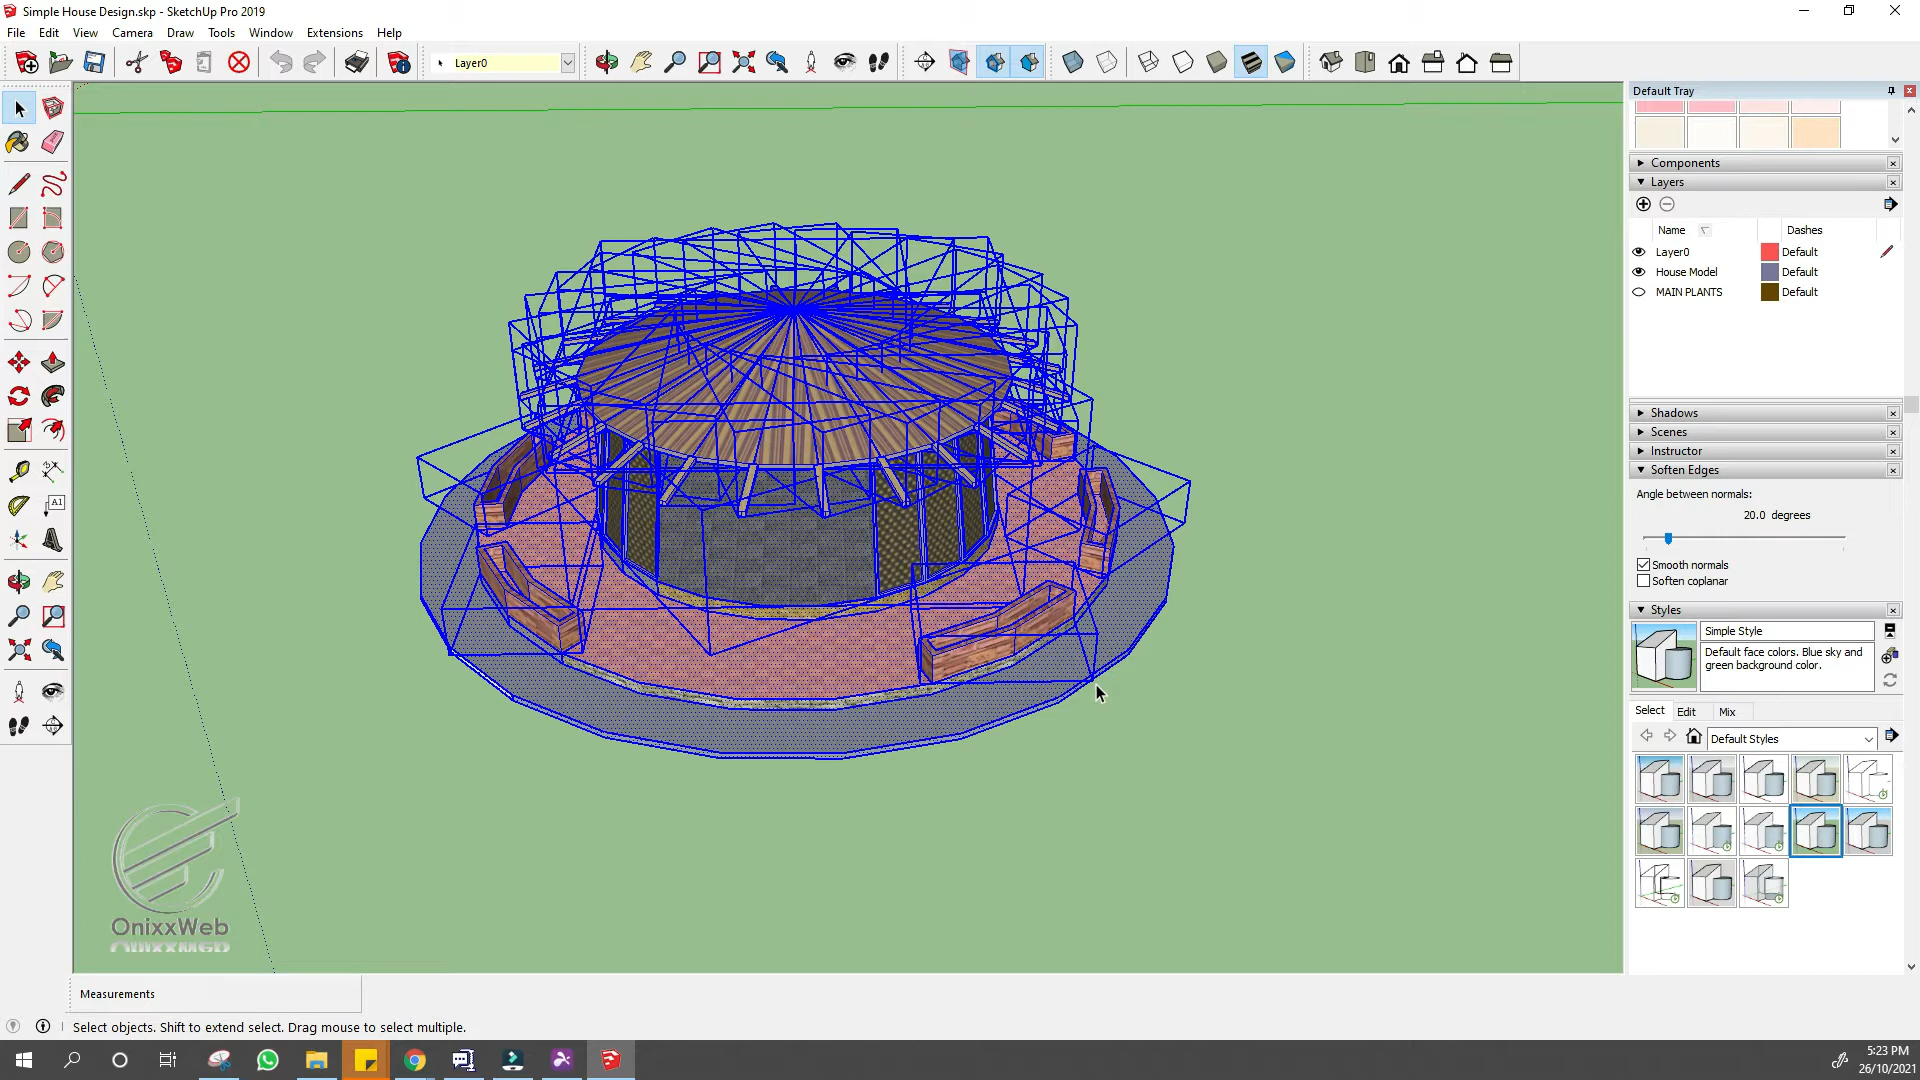 Simple House Design.skp - SketchUp Pro 2019
File Edit View Camera Draw Tools Window Extensions Help
Layer0
Default Tray
Components
Layers
Name Dashes
Layer0 Default
House Model Default
MAIN PLANTS Default
Shadows
Scenes
Instructor
Soften Edges
Angle between normals:
20.0 degrees
Smooth normals
Soften coplanar
Styles
Simple Style
Default face colors. Blue sky and
green background color.
Select Edit Mix
Default Styles
A1
OnixxWeb
Measurements
Select objects. Shift to extend select. Drag mouse to select multiple.
5:23 PM
26/10/2021